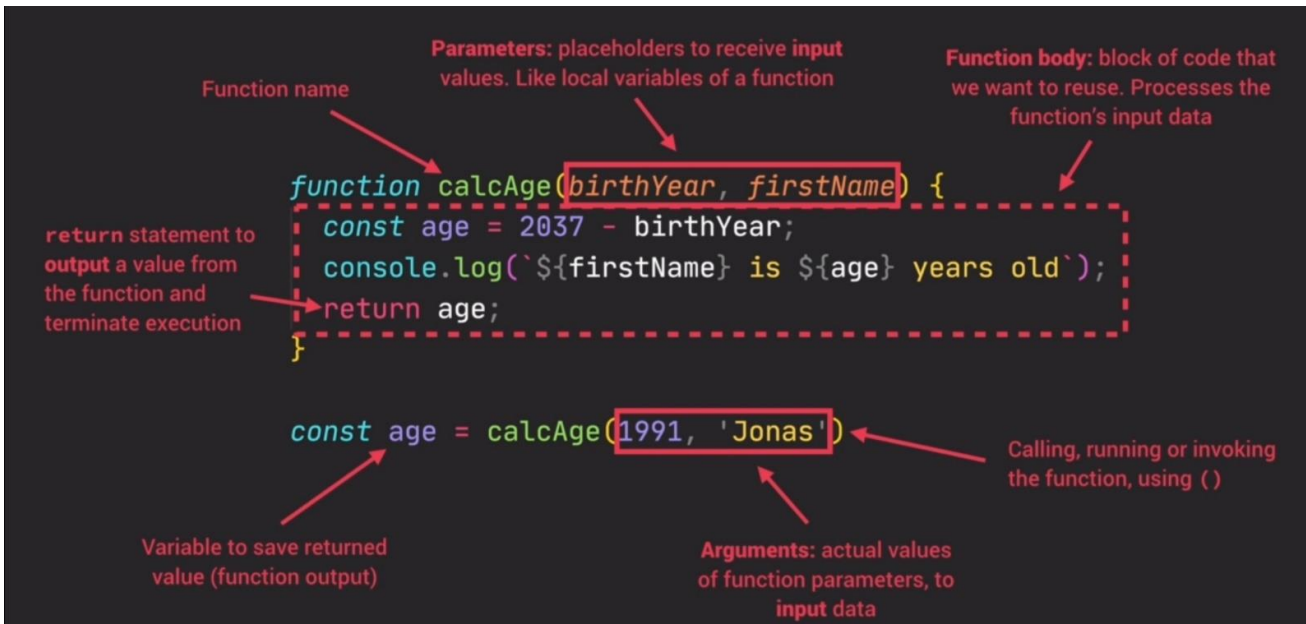 Parameters: placeholders to receive input
values. Like local variables of a function
Function name
Function body: block of code that
we want to reuse. Processes the
function's input data
function calcAge(birthYear, firstName) {
const age = 2037 - birthYear;
console.log(`${firstName} is ${age} years old`);
return age;
}
return statement to
output a value from
the function and
terminate execution
const age = calcAge(1991, 'Jonas')
Calling, running or invoking
the function, using ()
Variable to save returned
value (function output)
Arguments: actual values
of function parameters, to
input data